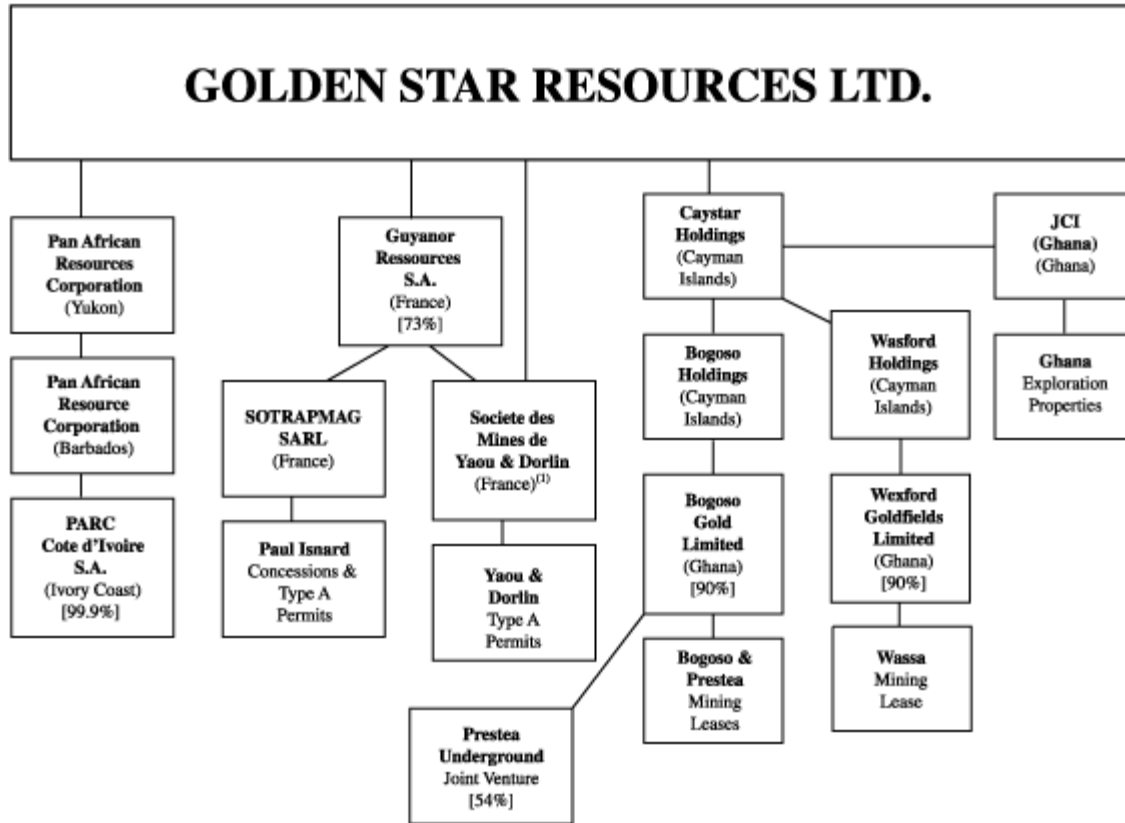 GOLDEN STAR RESOURCES LTD.
Pan African
Resources
Corporation
(Yukon)
Guyanor
Ressources
S.A.
(France)
[73%]
Caystar
Holdings
(Cayman
Islands)
JCI
(Ghana)
(Ghana)
Pan African
Resource
Corporation
(Barbados)
SOTRAPMAG
SARL
(France)
Societe des
Mines de
Yaou & Dorlin
(France)(1)
Bogoso
Holdings
(Cayman
Islands)
Wasford
Holdings
(Cayman
Islands)
Ghana
Exploration
Properties
PARC
Cote d'Ivoire
S.A.
(Ivory Coast)
[99.9%]
Paul Isnard
Concessions &
Type A
Permits
Yaou &
Dorlin
Type A
Permits
Bogoso
Gold
Limited
(Ghana)
[90%]
Wexford
Goldfields
Limited
(Ghana)
[90%]
Prestea
Underground
Joint Venture
[54%]
Bogoso &
Prestea
Mining
Leases
Wassa
Mining
Lease